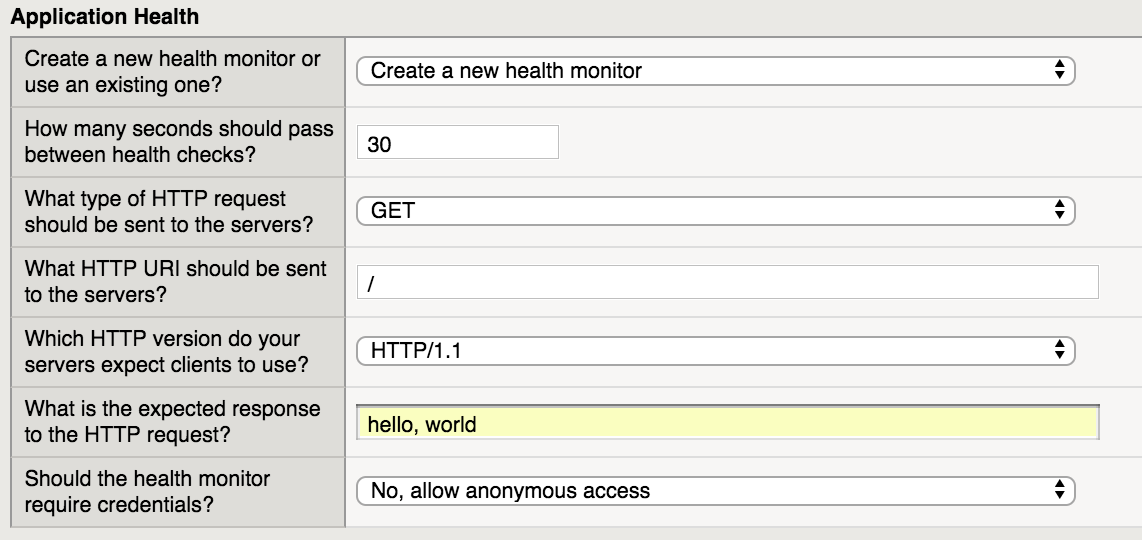 Application Health
Create a new health monitor or
use an existing one?
Create a new health monitor
How many seconds should pass
between health checks?
30
What type of HTTP request
should be sent to the servers?
GET
What HTTP URI should be sent
to the servers?
/
Which HTTP version do your
servers expect clients to use?
HTTP/1.1
What is the expected response
to the HTTP request?
hello, world
Should the health monitor
require credentials?
No, allow anonymous access